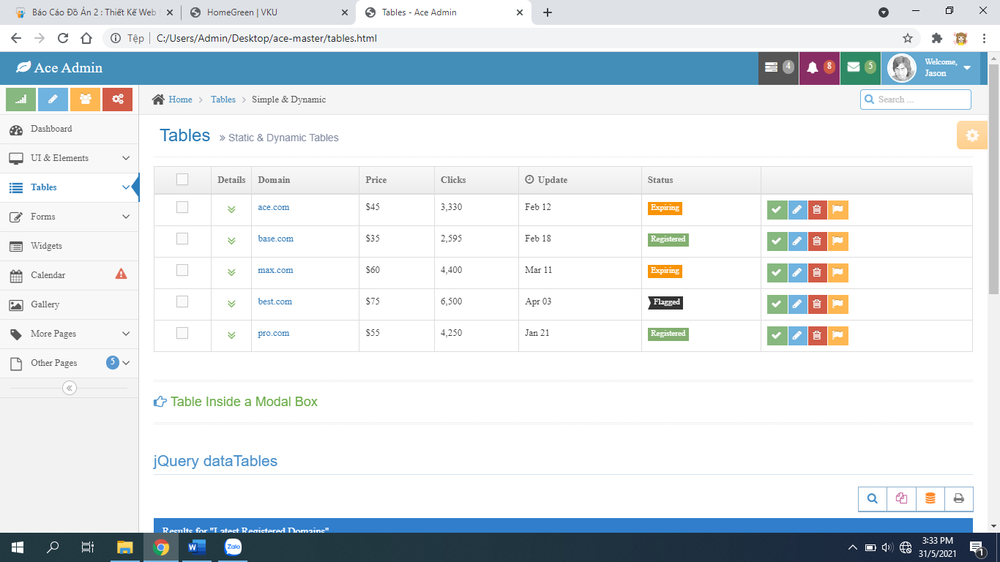 Báo Cáo Đồ Án 2 : Thiết Kế Web
HomeGreen | VKU
Tables - Ace Admin
Tệp C:/Users/Admin/Desktop/ace-master/tables.html
Ace Admin
4
8
5
Welcome,
Jason
Home Tables Simple & Dynamic
Search ...
Dashboard
UI & Elements
Tables
Forms
Widgets
Calendar
Gallery
More Pages
Other Pages 5
Tables Static & Dynamic Tables
Details Domain Price Clicks Update Status
ace.com $45 3,330 Feb 12 Expiring
base.com $35 2,595 Feb 18 Registered
max.com $60 4,400 Mar 11 Expiring
best.com $75 6,500 Apr 03 Flagged
pro.com $55 4,250 Jan 21 Registered
Table Inside a Modal Box
jQuery dataTables
Results for "Latest Registered Domains"
Zalo
3:33 PM
31/5/2021
1